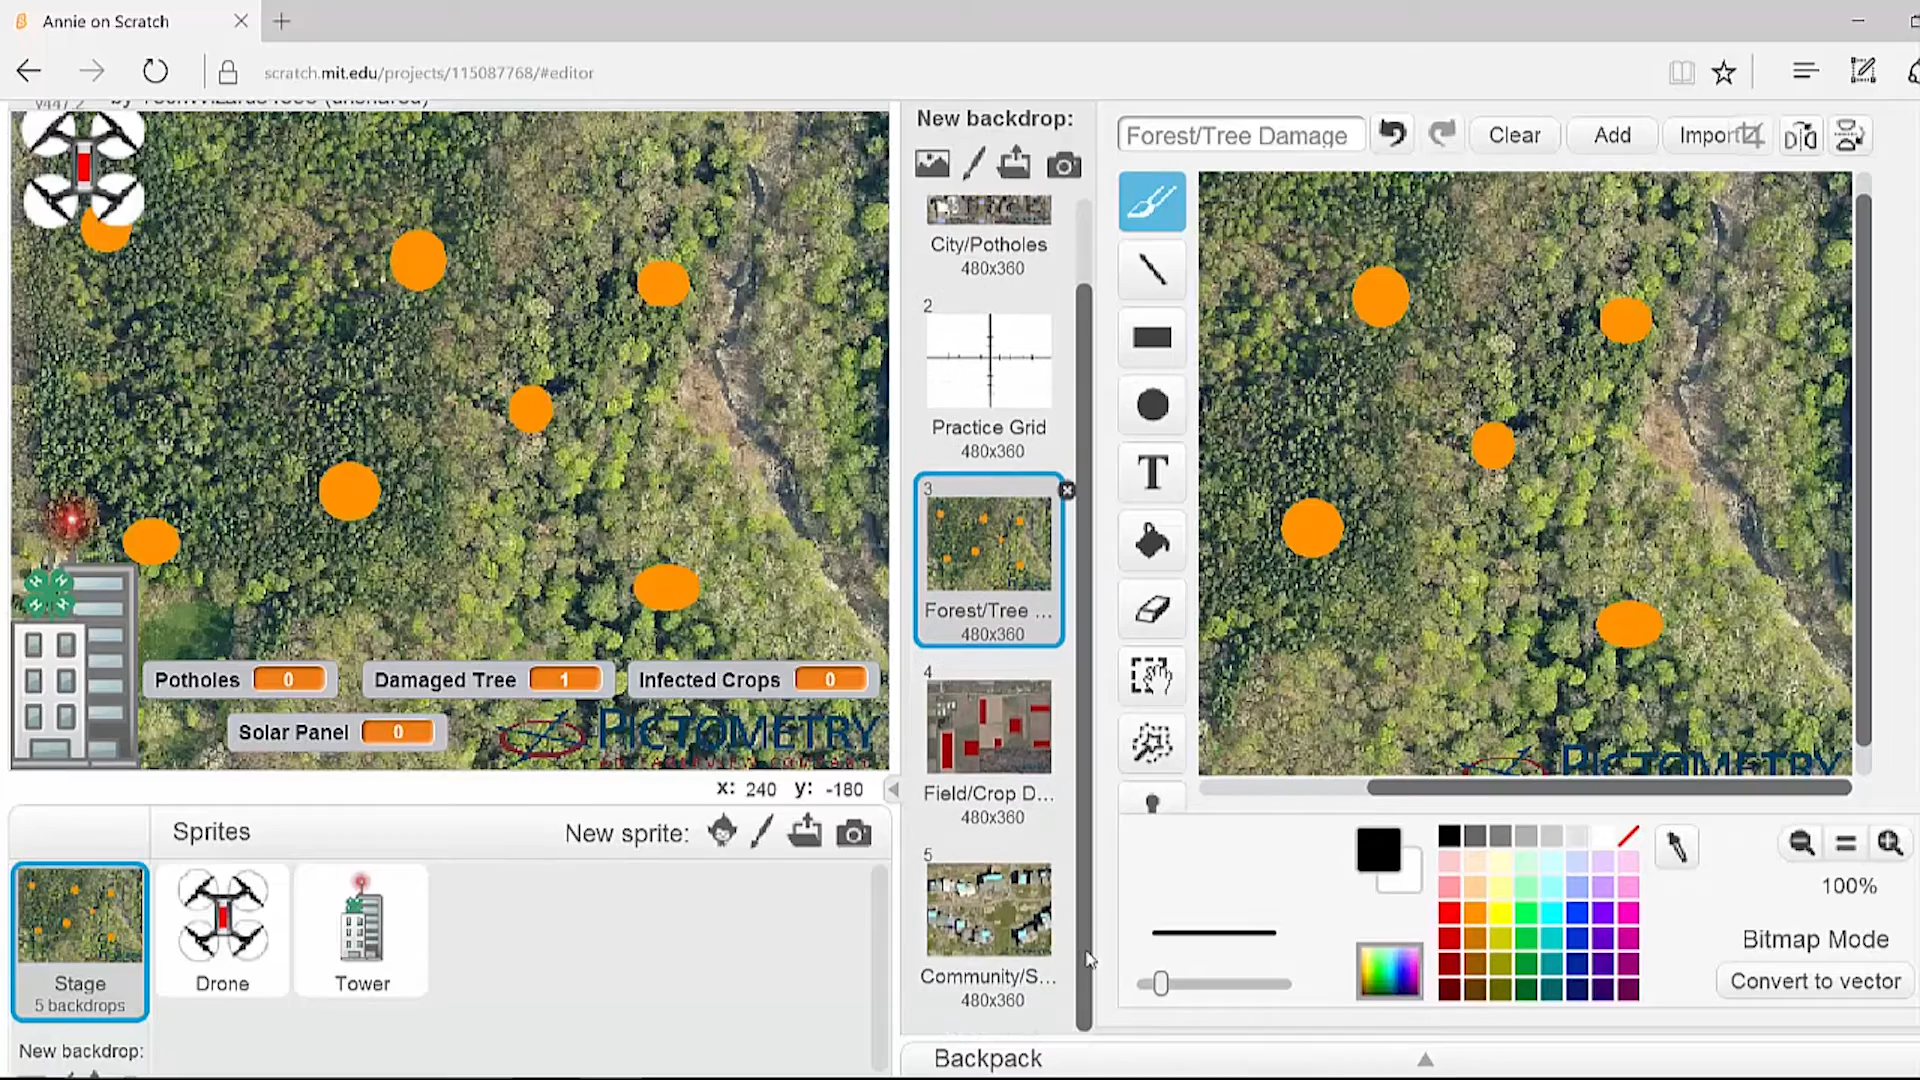 Annie on Scratch
scratch.mit.edu/projects/115087768/#editor
v447.2
New backdrop:
City/Potholes
480x360
2
Practice Grid
480x360
3
Forest/Tree ...
480x360
4
Field/Crop D...
480x360
5
Community/S...
480x360
Forest/Tree Damage
Clear
Add
Import
T
Potholes 0
Damaged Tree 1
Infected Crops 0
Solar Panel 0
PICTOMETRY
x: 240 y: -180
Sprites
New sprite:
Stage
5 backdrops
Drone
Tower
New backdrop:
H H
H H
PICTOMETRY
100%
Bitmap Mode
Convert to vector
Backpack